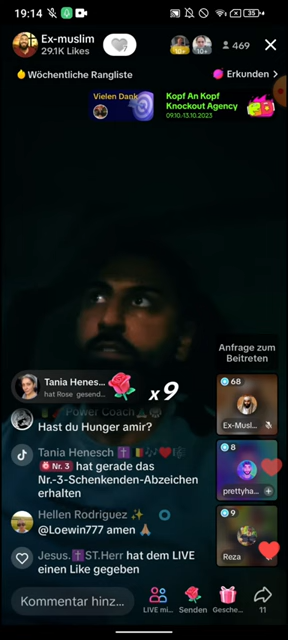 19:14
35
Ex-muslim
29.1K Likes
10+
10+
469
Wöchentliche Rangliste
Erkunden >
Vielen Dank
Kopf An Kopf
Knockout Agency
09.10.-13.10.2023
Anfrage zum
Beitreten
Tania Henes...
hat Rose gesend...
x9
68
Ex-Musl...
Power Coach
Hast du Hunger amir?
Tania Henesch ✝️
Nr. 3 hat gerade das
Nr.-3-Schenkenden-Abzeichen
erhalten
8
prettyha...
Hellen Rodriguez ✨
@Loewin777 amen 🙏
9
Reza
Jesus.✝️ST.Herr hat dem LIVE
einen Like gegeben
Kommentar hinz...
LIVE mi...
Senden
Gesche...
11